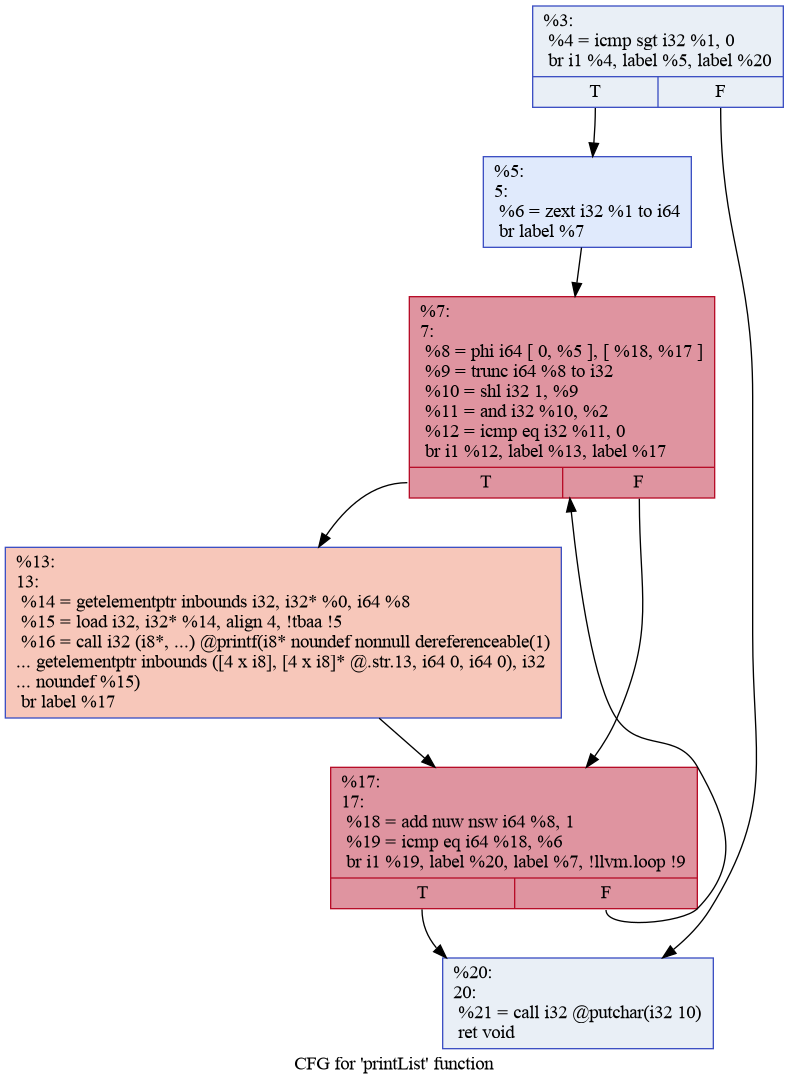 %3:
%4 = icmp sgt i32 %1, 0
br i1 %4, label %5, label %20
T F
%5:
5:
%6 = zext i32 %1 to i64
br label %7
%7:
7:
%8 = phi i64 [ 0, %5 ], [ %18, %17 ]
%9 = trunc i64 %8 to i32
%10 = shl i32 1, %9
%11 = and i32 %10, %2
%12 = icmp eq i32 %11, 0
br i1 %12, label %13, label %17
T F
%13:
13:
%14 = getelementptr inbounds i32, i32* %0, i64 %8
%15 = load i32, i32* %14, align 4, !tbaa !5
%16 = call i32 (i8*, ...) @printf(i8* noundef nonnull dereferenceable(1)
... getelementptr inbounds ([4 x i8], [4 x i8]* @.str.13, i64 0, i64 0), i32
... noundef %15)
br label %17
%17:
17:
%18 = add nuw nsw i64 %8, 1
%19 = icmp eq i64 %18, %6
br i1 %19, label %20, label %7, !llvm.loop !9
T F
%20:
20:
%21 = call i32 @putchar(i32 10)
ret void
CFG for 'printList' function